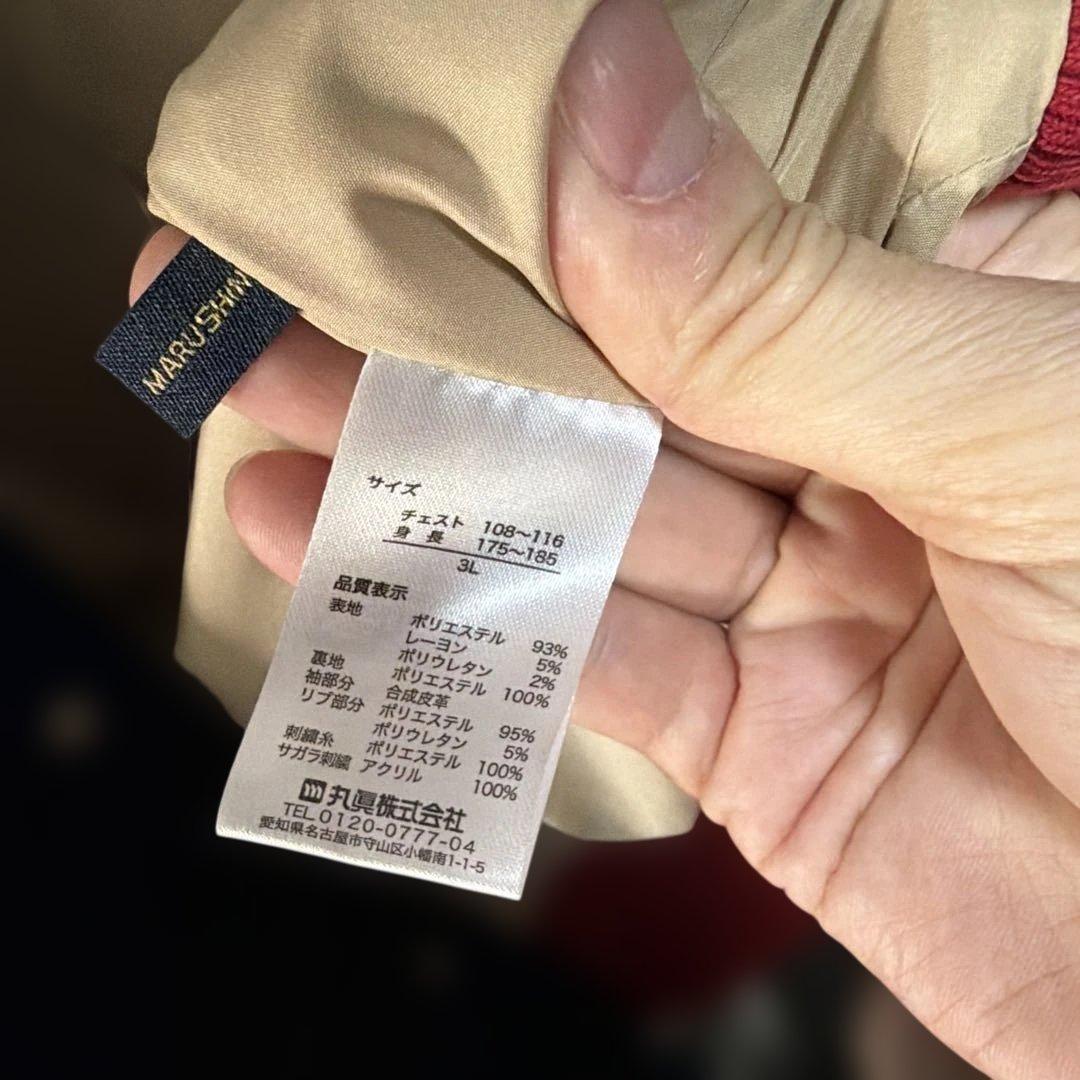 MARUSHIN
サイズ
チェスト 108〜116
身長 175〜185
3L
品質表示
表地 ポリエステル 93%
レーヨン 5%
ポリウレタン 2%
裏地 ポリエステル 100%
袖部分 合成皮革
リブ部分 ポリエステル 95%
ポリウレタン 5%
刺繍糸 ポリエステル 100%
サガラ刺繍 アクリル 100%
丸眞株式会社
TEL 0120-0777-04
愛知県名古屋市守山区小幡南1-1-5